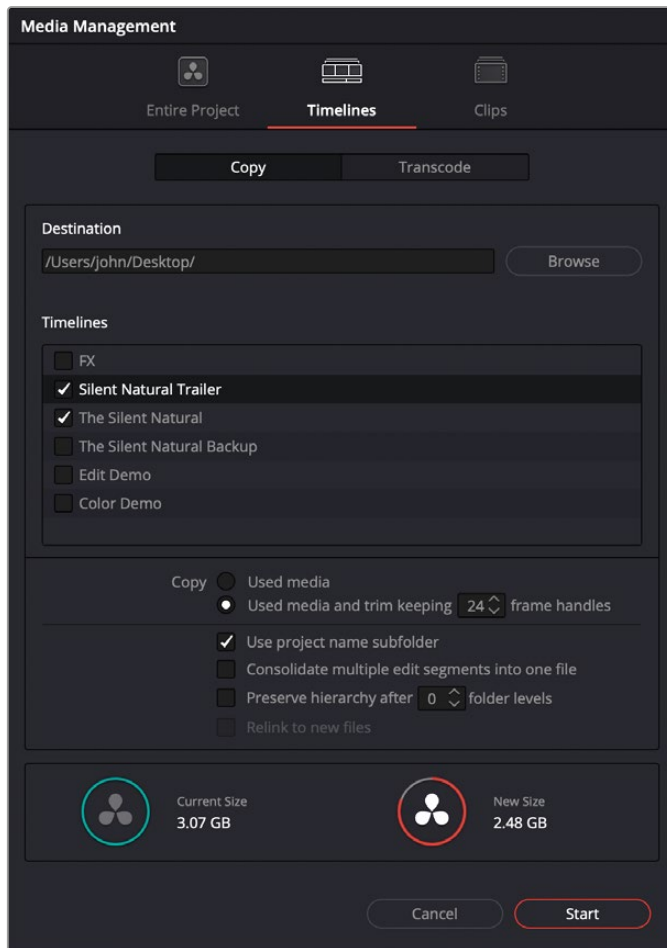 Media Management
Entire Project
Timelines
Clips
Copy
Transcode
Destination
/Users/john/Desktop/
Browse
Timelines
FX
Silent Natural Trailer
The Silent Natural
The Silent Natural Backup
Edit Demo
Color Demo
Copy Used media
Used media and trim keeping 24 frame handles
Use project name subfolder
Consolidate multiple edit segments into one file
Preserve hierarchy after 0 folder levels
Relink to new files
Current Size
3.07 GB
New Size
2.48 GB
Cancel
Start